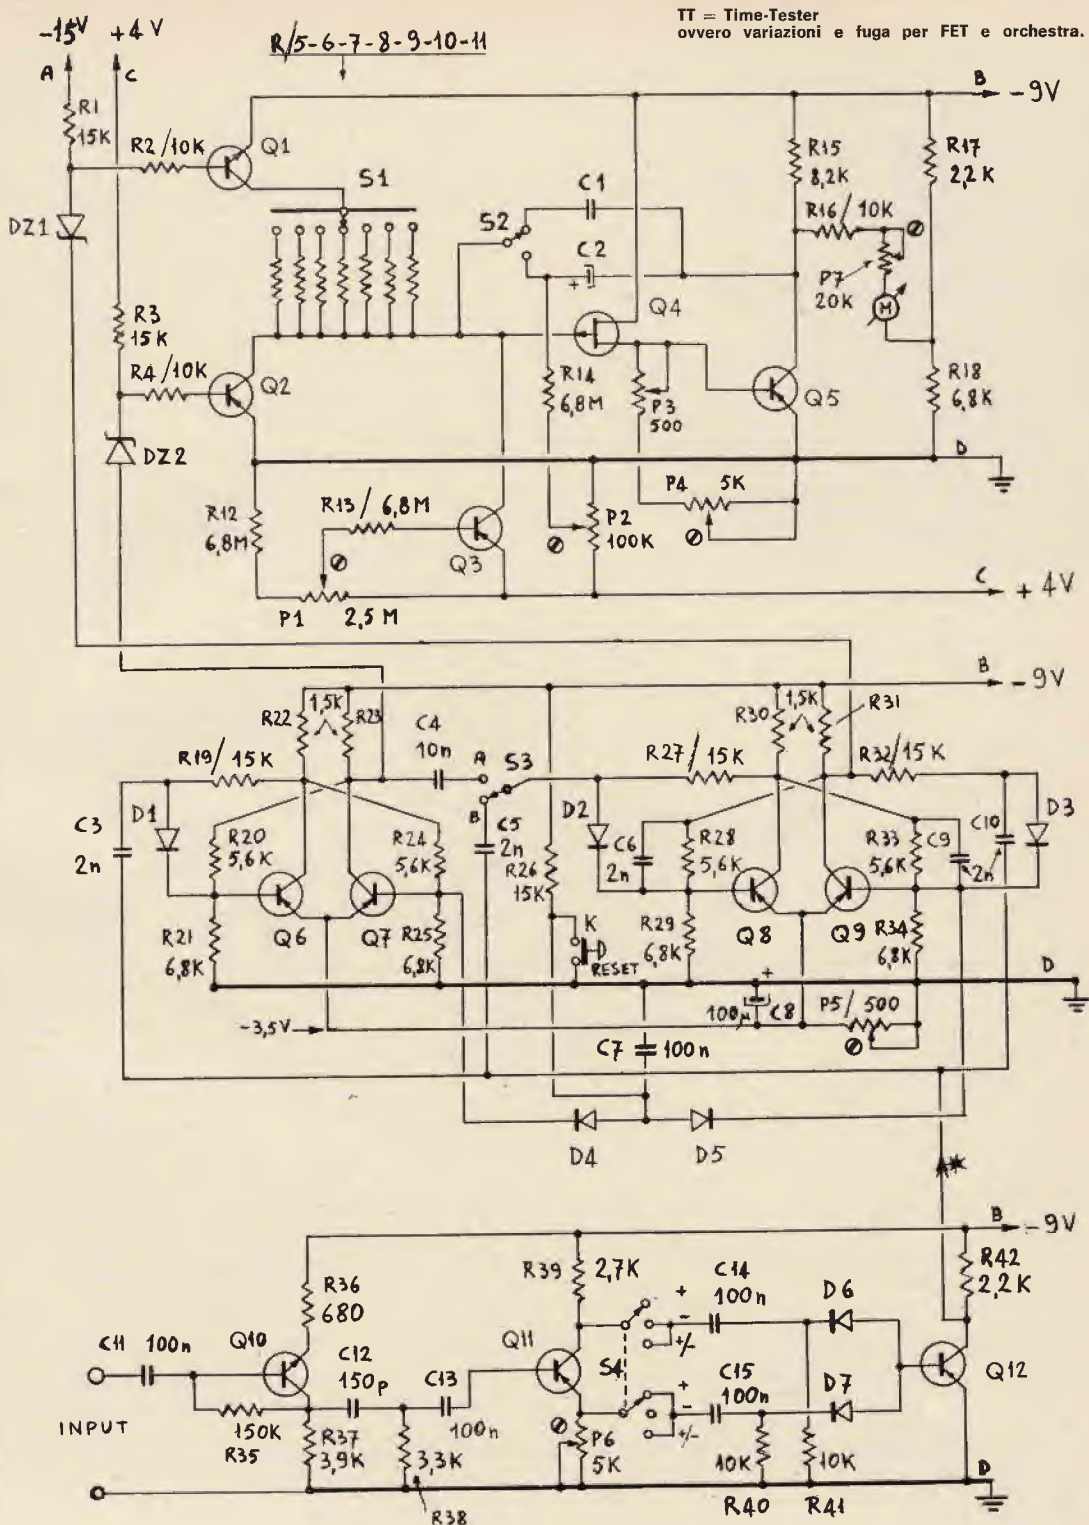 TT = Time-Tester
ovvero variazioni e fuga per FET e orchestra.
-15V +4V
R/5-6-7-8-9-10-11
A
C
B
-9V
R1
15K
R2/10K
Q1
S1
C1
R15
8,2K
R17
2,2K
DZ1
S2
C2
+
R16/10K
P7
20K
M
R3
15K
Q4
R4/10K
Q2
R14
6,8M
P3
500
Q5
R18
6,8K
DZ2
D
P4 5K
R12
6,8M
R13/6,8M
Q3
P2
100K
P1 2,5M
C
+4V
B
-9V
R22
1,5K
R23
C4
10n
R30
1,5K
R31
R19/15K
A
S3
B
R27/15K
R32/15K
C3
2n
D1
R20
5,6K
R24
5,6K
C5
2n
R26
15K
D2
C6
2n
R28
5,6K
R33
5,6K
C9
2n
C10
D3
R21
6,8K
Q6
Q7
R25
6,8K
K
RESET
R29
6,8K
Q8
Q9
R34
6,8K
D
-3,5V
+
100µ
C8
P5/500
C7
100n
D4
D5
*
B
-9V
R36
680
R39
2,7K
C14
100n
D6
R42
2,2K
C11
100n
Q10
C12
150p
C13
100n
Q11
+
-
+/-
S4
+
-
+/-
C15
100n
D7
Q12
INPUT
150K
R35
R37
3,9K
3,3K
R38
P6
5K
10K
R40
10K
R41
D